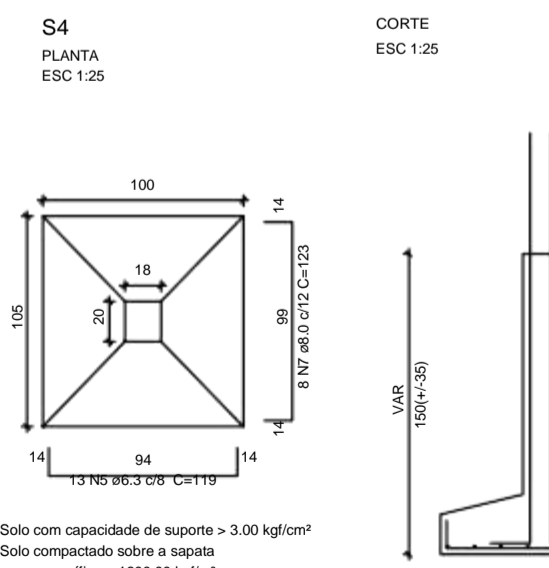 S4
PLANTA
ESC 1:25
CORTE
ESC 1:25
100
14
18
105
20
99
8 N7 ø8.0 c/12 C=123
14
14
94
14
13 N5 ø6.3 c/8 C=119
VAR
150(+/-35)
Solo com capacidade de suporte > 3.00 kgf/cm²
Solo compactado sobre a sapata